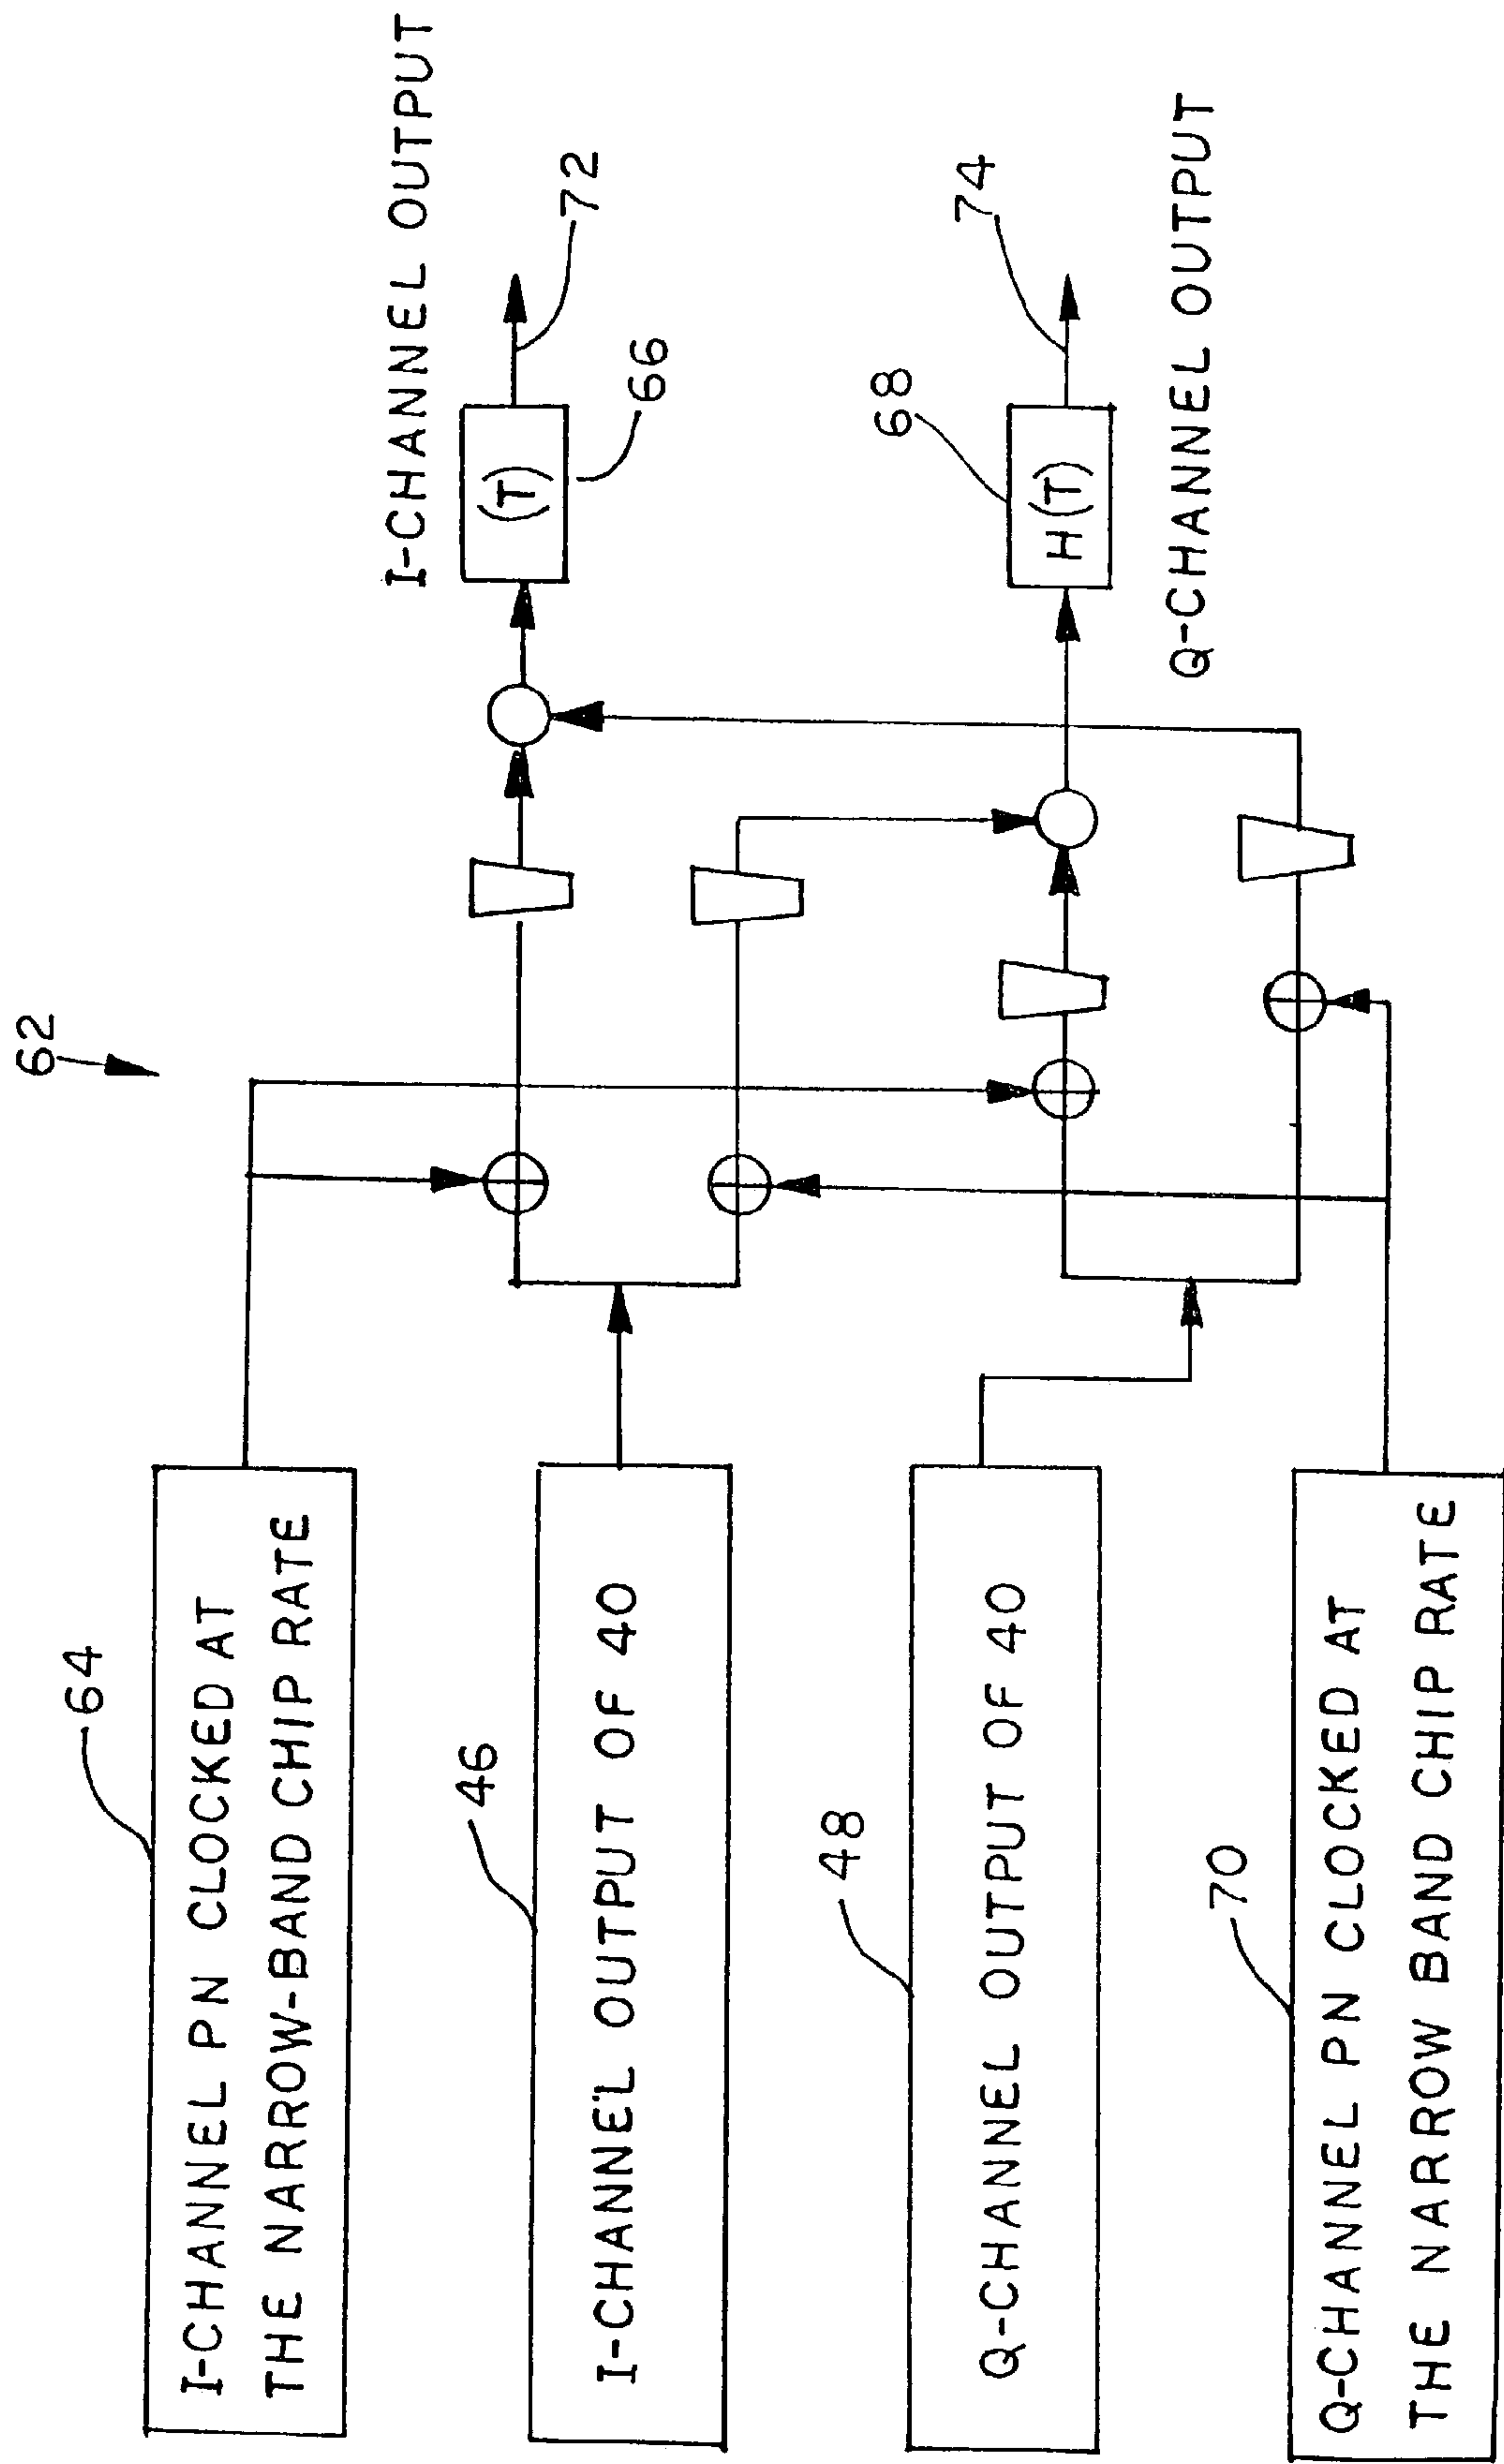 62
64
I-CHANNEL PN CLOCKED AT
THE NARROW-BAND CHIP RATE
46
I-CHANNEL OUTPUT OF 40
48
Q-CHANNEL OUTPUT OF 40
70
Q-CHANNEL PN CLOCKED AT
THE NARROW BAND CHIP RATE
I-CHANNEL OUTPUT
(T)
66
72
68
H(T)
74
Q-CHANNEL OUTPUT